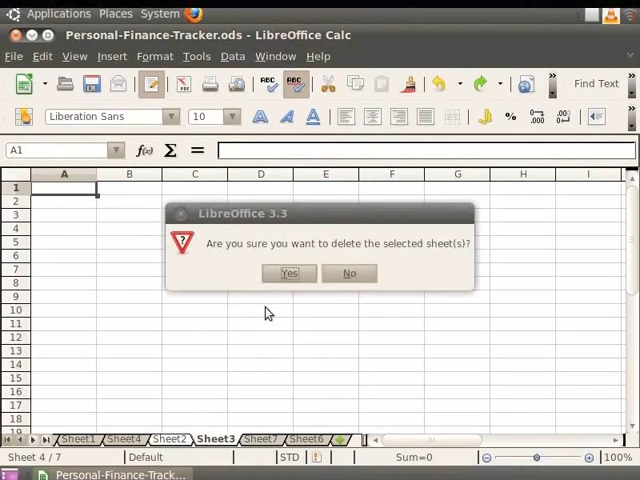 Applications Places System
Personal-Finance-Tracker.ods - LibreOffice Calc
File Edit View Insert Format Tools Data Window Help
ABC ABC » Find Text »
Liberation Sans 10 A A A % »
A1 f(x) Σ =
A B C D E F G H I
1
2
3
4
5
6
7
8
9
10
11
12
13
14
15
16
17
18
19
LibreOffice 3.3
Are you sure you want to delete the selected sheet(s)?
Yes No
Sheet1 Sheet4 Sheet2 Sheet3 Sheet7 Sheet6
Sheet 4 / 7 Default STD Sum=0 100%
Personal-Finance-Track...